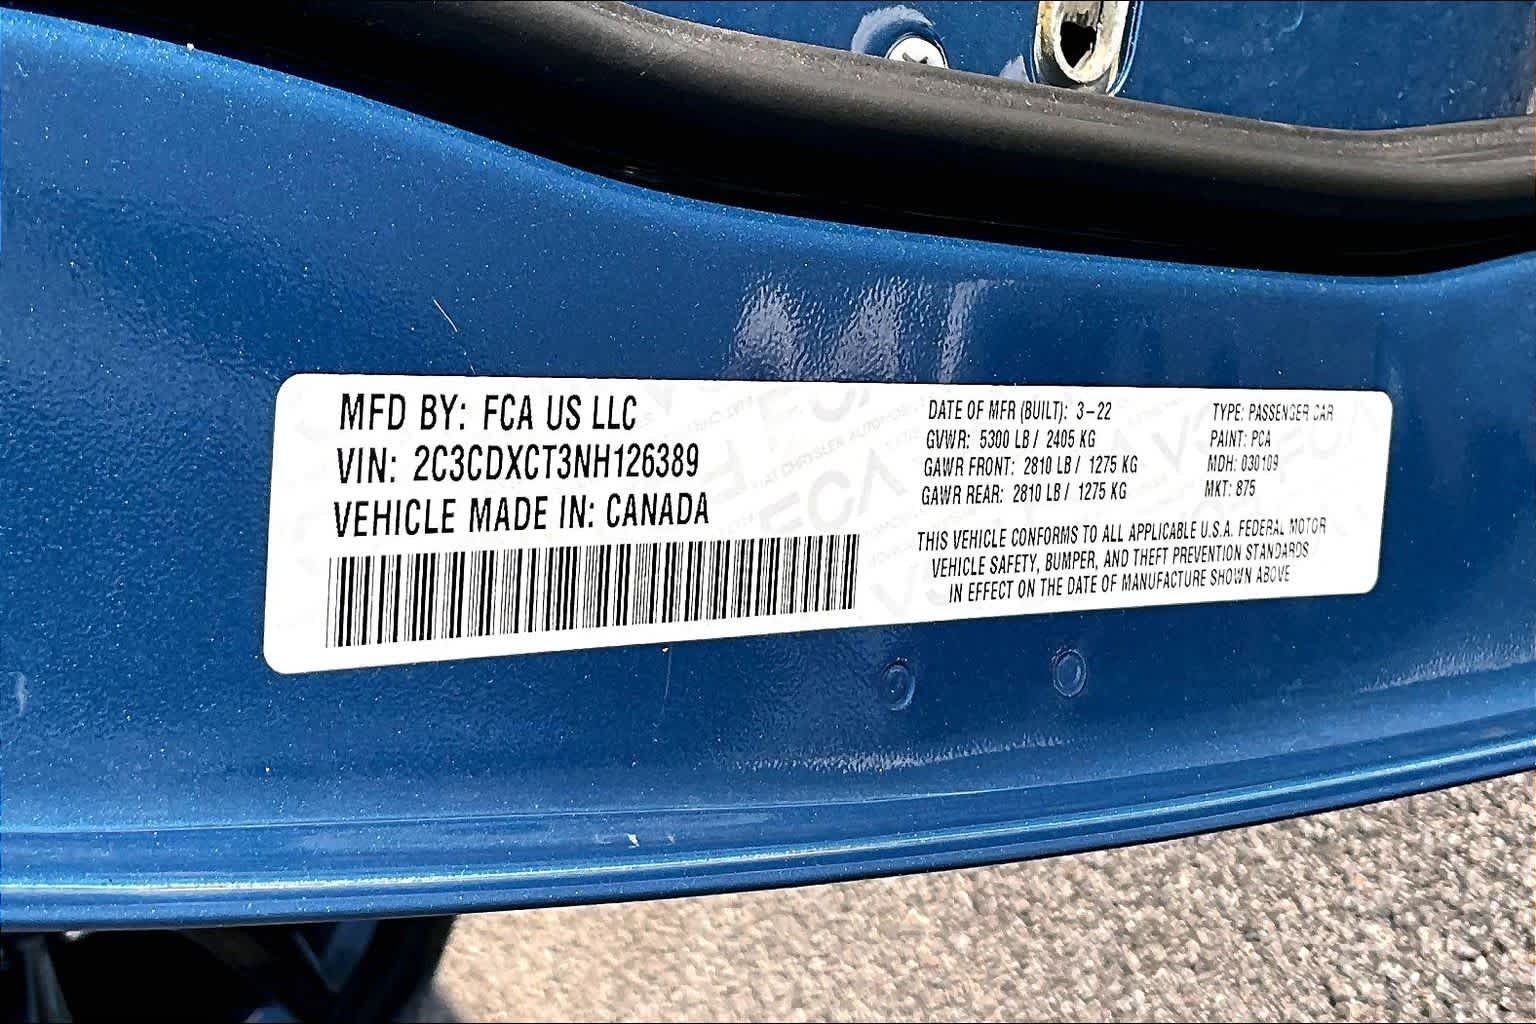 MFD BY: FCA US LLC
VIN: 2C3CDXCT3NH126389
VEHICLE MADE IN: CANADA
DATE OF MFR (BUILT): 3-22
GVWR: 5300 LB / 2405 KG
GAWR FRONT: 2810 LB / 1275 KG
GAWR REAR: 2810 LB / 1275 KG
TYPE: PASSENGER CAR
PAINT: PCA
MDH: 030109
MKT: 875
THIS VEHICLE CONFORMS TO ALL APPLICABLE U.S.A. FEDERAL MOTOR
VEHICLE SAFETY, BUMPER, AND THEFT PREVENTION STANDARDS
IN EFFECT ON THE DATE OF MANUFACTURE SHOWN ABOVE